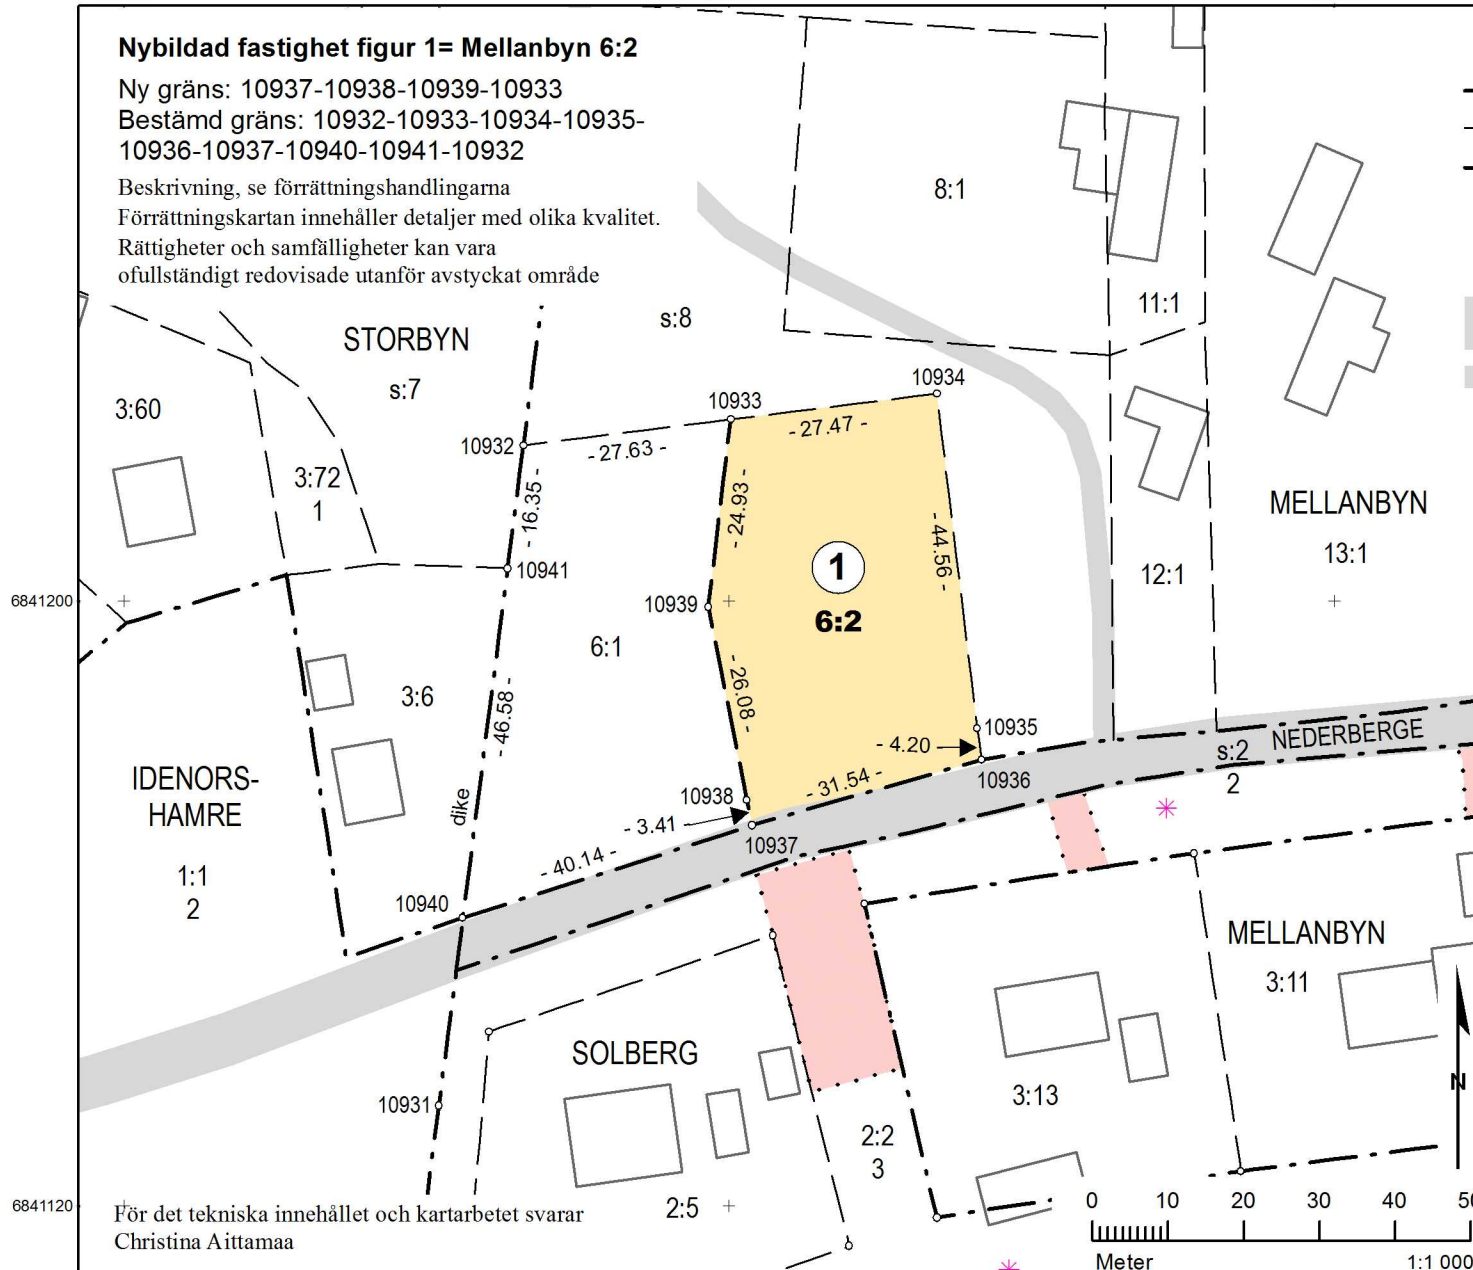 Nybildad fastighet figur 1= Mellanbyn 6:2
Ny gräns: 10937-10938-10939-10933
Bestämd gräns: 10932-10933-10934-10935-
10936-10937-10940-10941-10932
Beskrivning, se förrättningshandlingarna
Förrättningskartan innehåller detaljer med olika kvalitet.
Rättigheter och samfälligheter kan vara
ofullständigt redovisade utanför avstyckat område
8:1
11:1
s:8
STORBYN
s:7
3:60
10934
10933
- 27.47 -
10932
- 27.63 -
3:72
1
- 16.35 -
- 24.93 -
- 44.56 -
MELLANBYN
13:1
10941
1
12:1
6841200
10939
6:2
6:1
3:6
- 46.58 -
- 26.08 -
10935
- 4.20
NEDERBERGE
s:2
2
IDENORS-
HAMRE
10936
- 31.54 -
10938
dike
- 3.41
10937
- 40.14 -
1:1
2
10940
MELLANBYN
3:11
SOLBERG
N
3:13
10931
2:2
3
6841120
2:5
0 10 20 30 40 50
För det tekniska innehållet och kartarbetet svarar
Christina Aittamaa
Meter
1:1 000